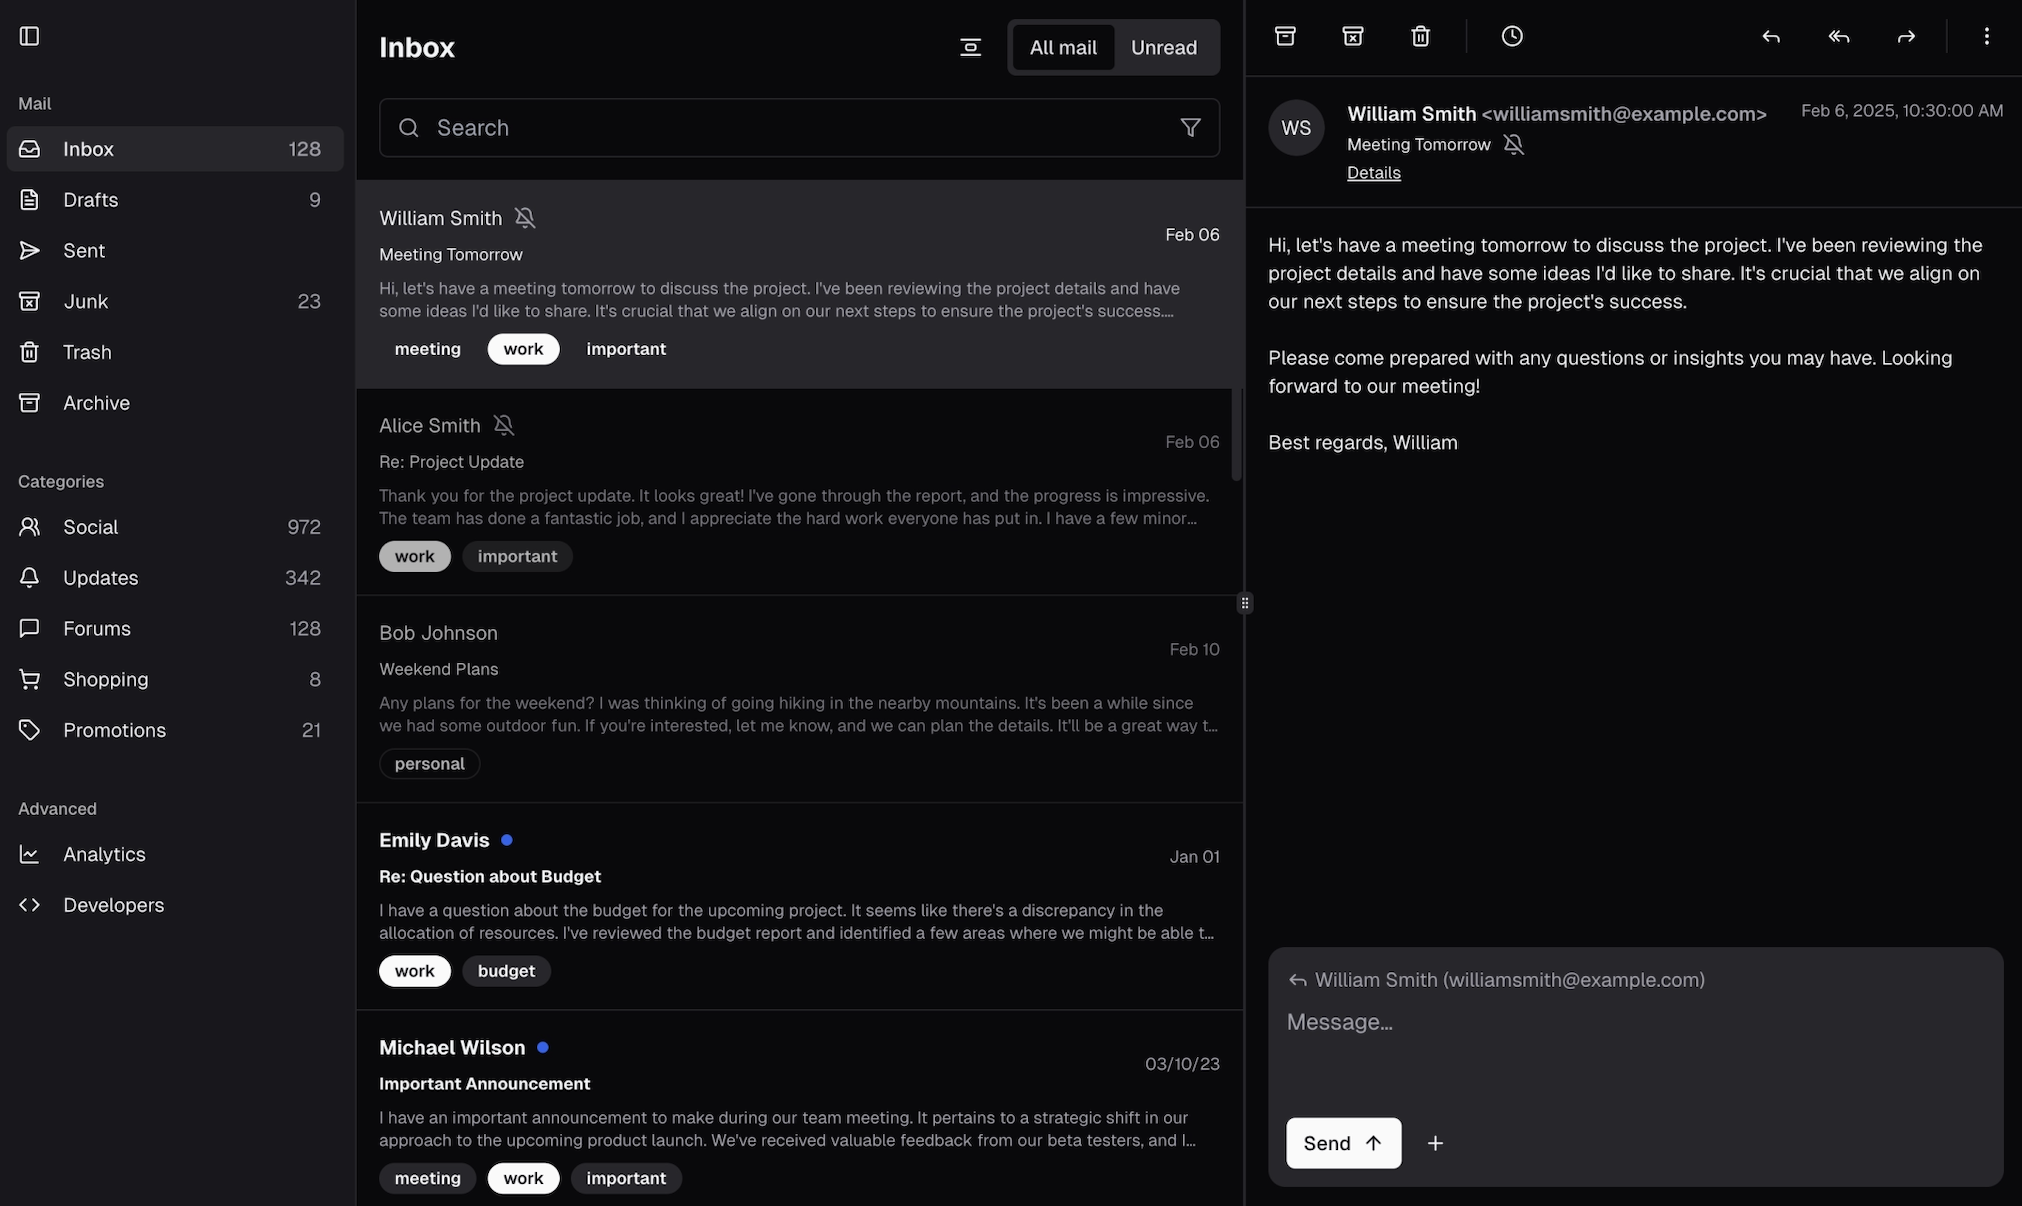 Mail
Inbox 128
Drafts 9
Sent
Junk 23
Trash
Archive
Categories
Social 972
Updates 342
Forums 128
Shopping 8
Promotions 21
Advanced
Analytics
Developers
Inbox
All mail Unread
Search
William Smith
Feb 06
Meeting Tomorrow
Hi, let's have a meeting tomorrow to discuss the project. I've been reviewing the project details and have
some ideas I'd like to share. It's crucial that we align on our next steps to ensure the project's success....
meeting work important
Alice Smith
Feb 06
Re: Project Update
Thank you for the project update. It looks great! I've gone through the report, and the progress is impressive.
The team has done a fantastic job, and I appreciate the hard work everyone has put in. I have a few minor...
work important
Bob Johnson
Feb 10
Weekend Plans
Any plans for the weekend? I was thinking of going hiking in the nearby mountains. It's been a while since
we had some outdoor fun. If you're interested, let me know, and we can plan the details. It'll be a great way t...
personal
Emily Davis
Jan 01
Re: Question about Budget
I have a question about the budget for the upcoming project. It seems like there's a discrepancy in the
allocation of resources. I've reviewed the budget report and identified a few areas where we might be able t...
work budget
Michael Wilson
03/10/23
Important Announcement
I have an important announcement to make during our team meeting. It pertains to a strategic shift in our
approach to the upcoming product launch. We've received valuable feedback from our beta testers, and I...
meeting work important
WS
William Smith <williamsmith@example.com> Feb 6, 2025, 10:30:00 AM
Meeting Tomorrow
Details
Hi, let's have a meeting tomorrow to discuss the project. I've been reviewing the
project details and have some ideas I'd like to share. It's crucial that we align on
our next steps to ensure the project's success.
Please come prepared with any questions or insights you may have. Looking
forward to our meeting!
Best regards, William
William Smith (williamsmith@example.com)
Message...
Send